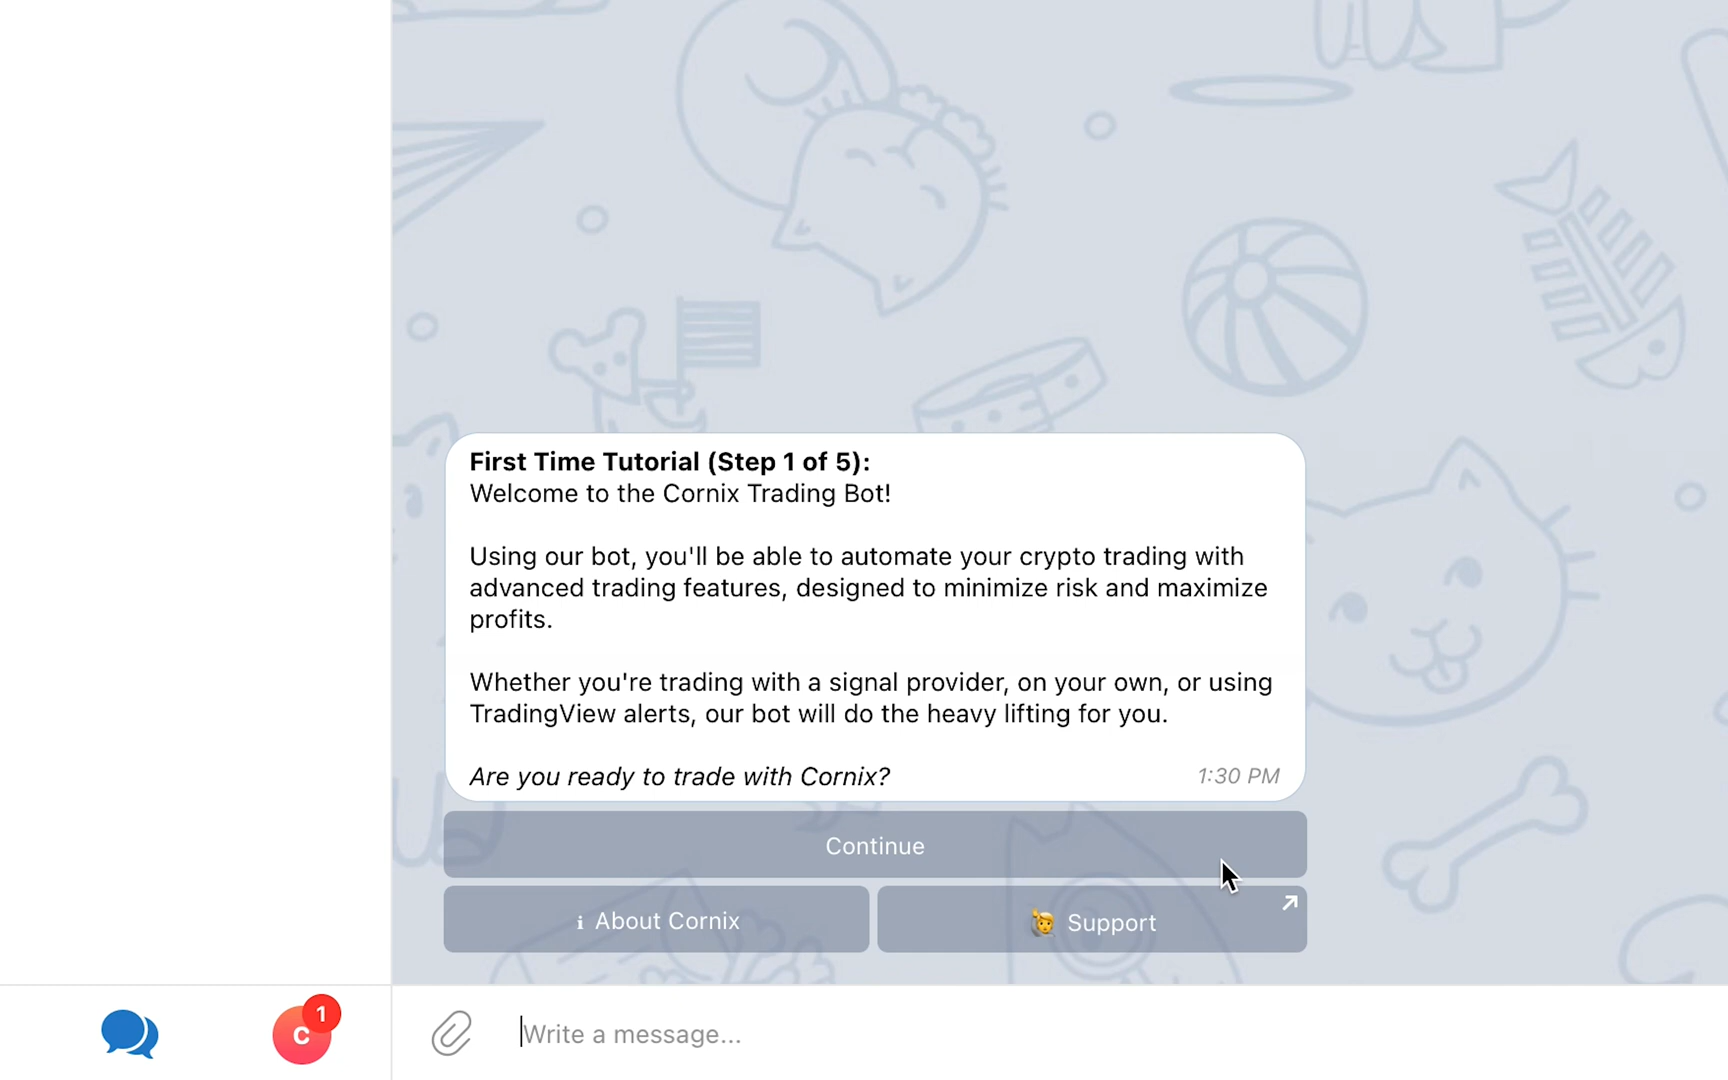 First Time Tutorial (Step 1 of 5):
Welcome to the Cornix Trading Bot!
Using our bot, you'll be able to automate your crypto trading with
advanced trading features, designed to minimize risk and maximize
profits.
Whether you're trading with a signal provider, on your own, or using
TradingView alerts, our bot will do the heavy lifting for you.
Are you ready to trade with Cornix?
1:30 PM
Continue
i About Cornix
Support
C
1
Write a message...